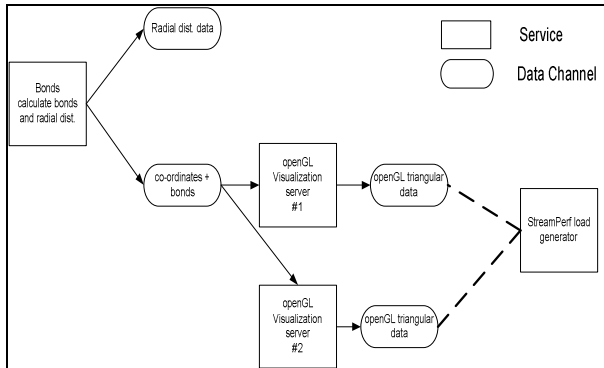 Radial dist. data
Service
Data Channel
Bonds
calculate bonds
and radial dist.
co-ordinates +
bonds
openGL
Visualization
server
#1
openGL triangular
data
StreamPerf load
generator
openGL
Visualization
server
#2
openGL triangular
data